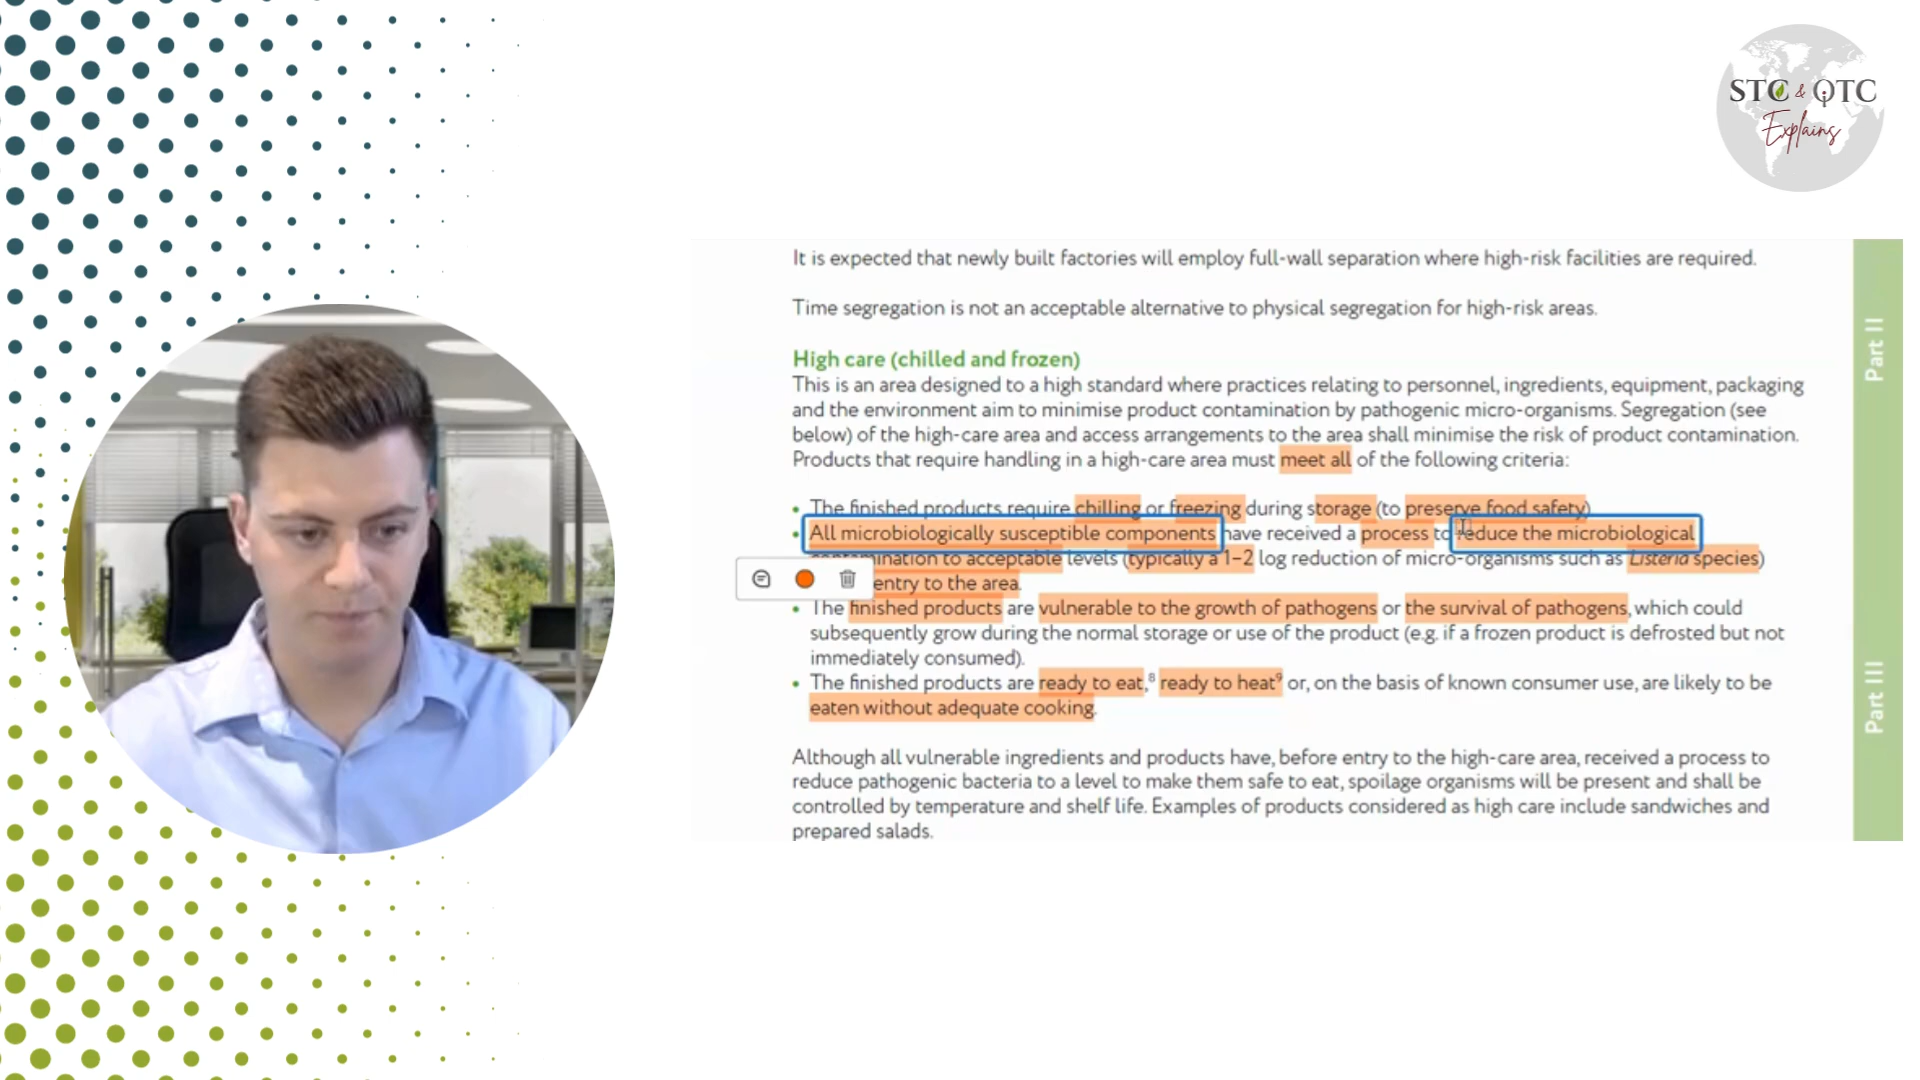 STC & QTC
Explains
It is expected that newly built factories will employ full-wall separation where high-risk facilities are required.
Time segregation is not an acceptable alternative to physical segregation for high-risk areas.
High care (chilled and frozen)
This is an area designed to a high standard where practices relating to personnel, ingredients, equipment, packaging
and the environment aim to minimise product contamination by pathogenic micro-organisms. Segregation (see
below) of the high-care area and access arrangements to the area shall minimise the risk of product contamination.
Products that require handling in a high-care area must meet all of the following criteria:
• The finished products require chilling or freezing during storage (to preserve food safety)
• All microbiologically susceptible components have received a process to reduce the microbiological
contamination to acceptable levels (typically a 1–2 log reduction of micro-organisms such as Listeria species)
entry to the area.
• The finished products are vulnerable to the growth of pathogens or the survival of pathogens, which could
subsequently grow during the normal storage or use of the product (e.g. if a frozen product is defrosted but not
immediately consumed).
• The finished products are ready to eat,⁸ ready to heat⁹ or, on the basis of known consumer use, are likely to be
eaten without adequate cooking.
Although all vulnerable ingredients and products have, before entry to the high-care area, received a process to
reduce pathogenic bacteria to a level to make them safe to eat, spoilage organisms will be present and shall be
controlled by temperature and shelf life. Examples of products considered as high care include sandwiches and
prepared salads.
Part II
Part III